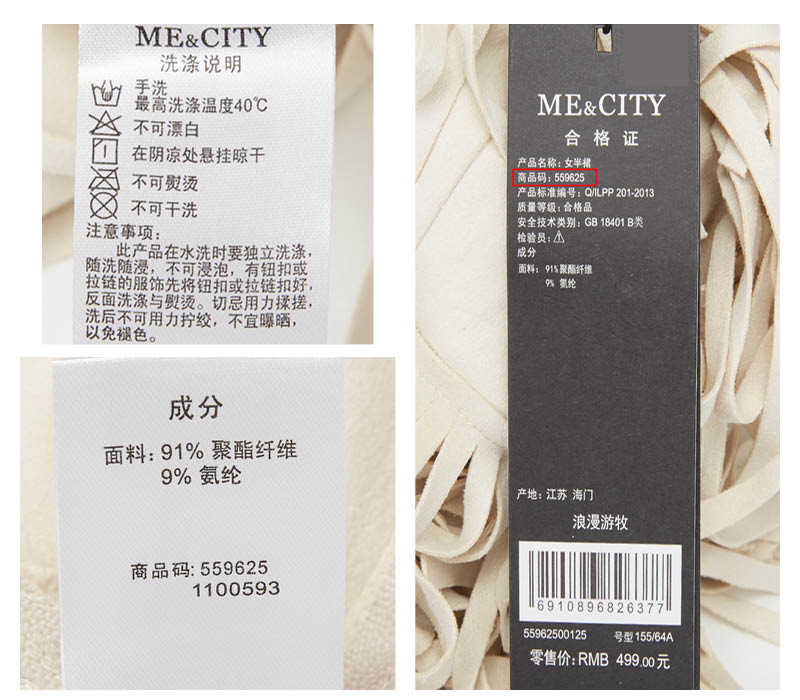 ME&CITY
洗涤说明
手洗
最高洗涤温度40℃
不可漂白
在阴凉处悬挂晾干
不可熨烫
不可干洗
注意事项:
此产品在水洗时要独立洗涤,
随洗随浸,不可浸泡,有钮扣或
拉链的服饰先将钮扣或拉链扣好,
反面洗涤与熨烫。切忌用力揉搓,
洗后不可用力拧绞,不宜曝晒,
以免褪色。
成分
面料: 91% 聚酯纤维
9% 氨纶
商品码: 559625
1100593
ME&CITY
合格证
产品名称: 女半裙
商品码: 559625
产品标准编号: Q/ILPP 201-2013
质量等级: 合格品
安全技术类别: GB 18401 B类
检验员:
成分
面料: 91%聚酯纤维
9% 氨纶
产地: 江苏 海门
浪漫游牧
6910896826377
55962500125 号型 155/64A
零售价: RMB 499.00 元